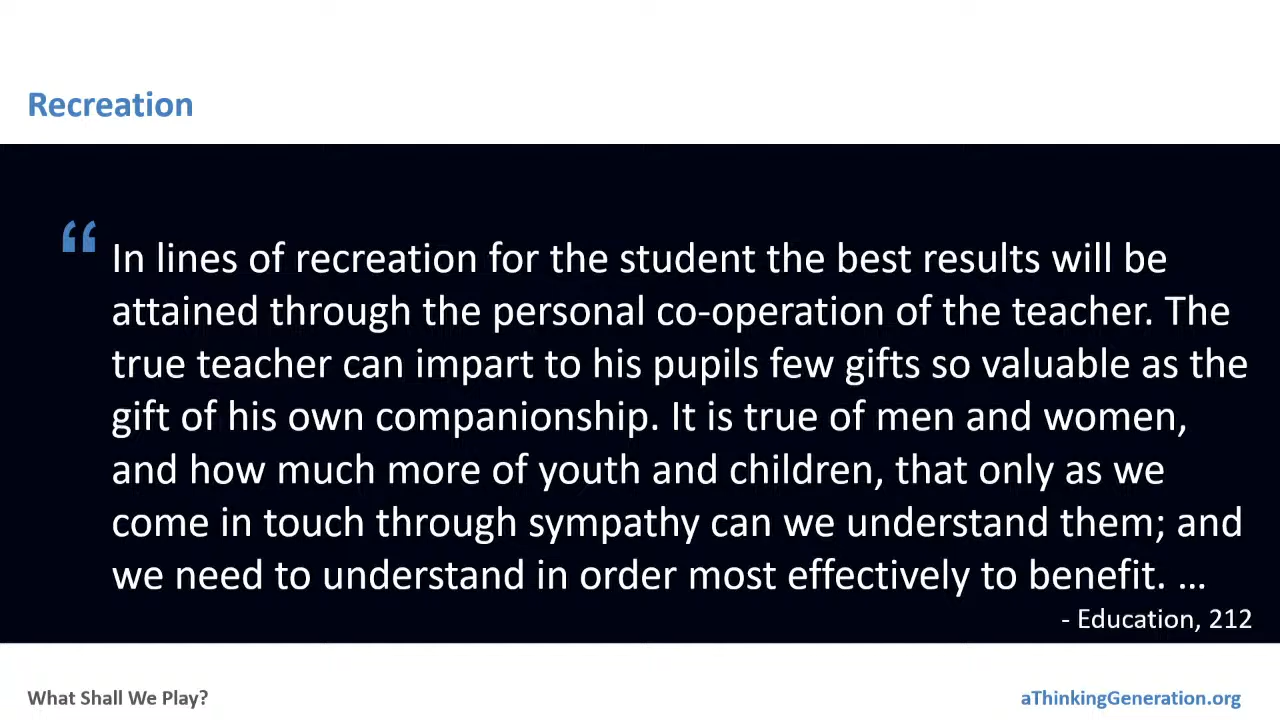 Recreation
“ In lines of recreation for the student the best results will be
attained through the personal co-operation of the teacher. The
true teacher can impart to his pupils few gifts so valuable as the
gift of his own companionship. It is true of men and women,
and how much more of youth and children, that only as we
come in touch through sympathy can we understand them; and
we need to understand in order most effectively to benefit. …
- Education, 212
What Shall We Play?
aThinkingGeneration.org